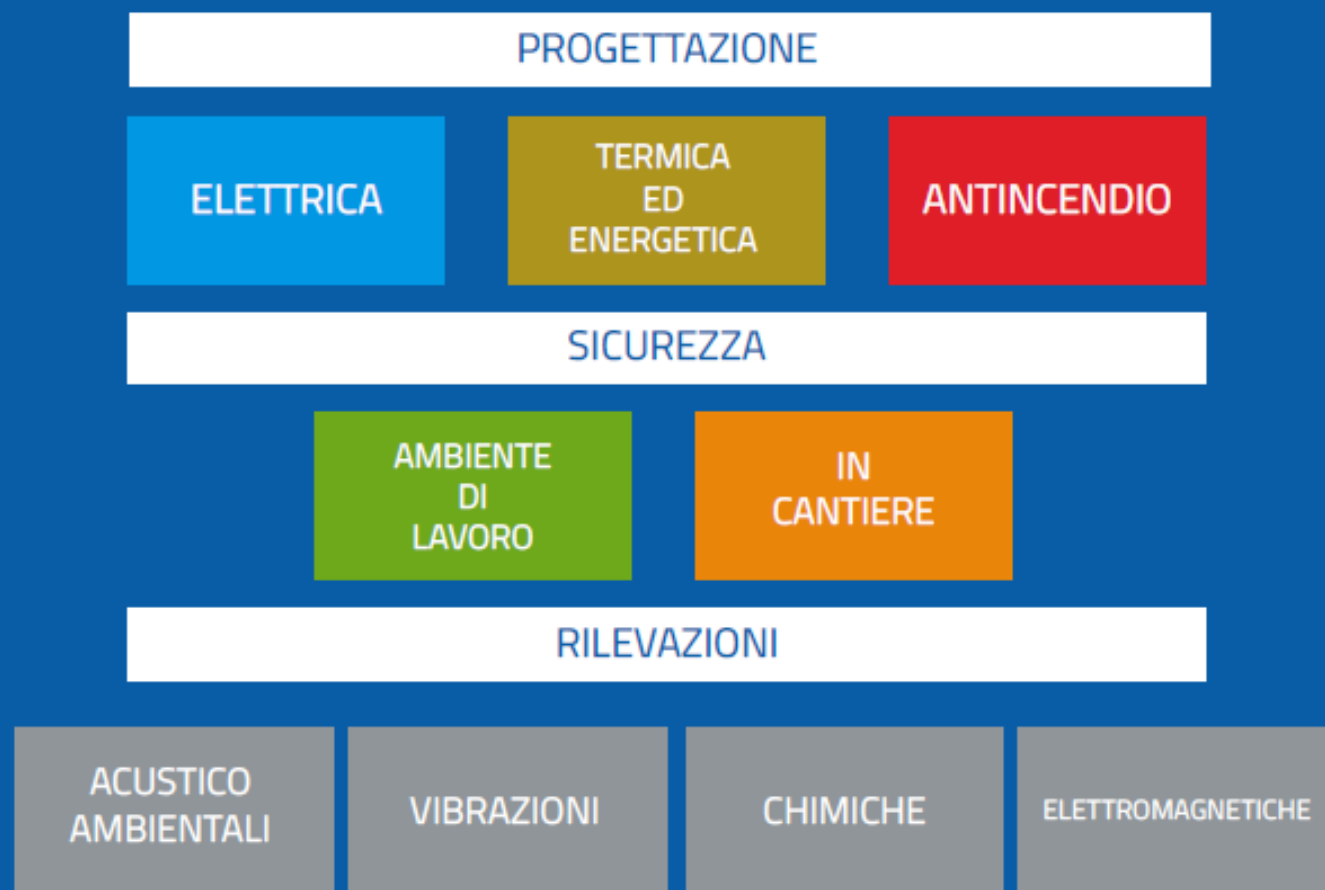 PROGETTAZIONE
ELETTRICA
TERMICA
ED
ENERGETICA
ANTINCENDIO
SICUREZZA
AMBIENTE
DI
LAVORO
IN
CANTIERE
RILEVAZIONI
ACUSTICO
AMBIENTALI
VIBRAZIONI
CHIMICHE
ELETTROMAGNETICHE